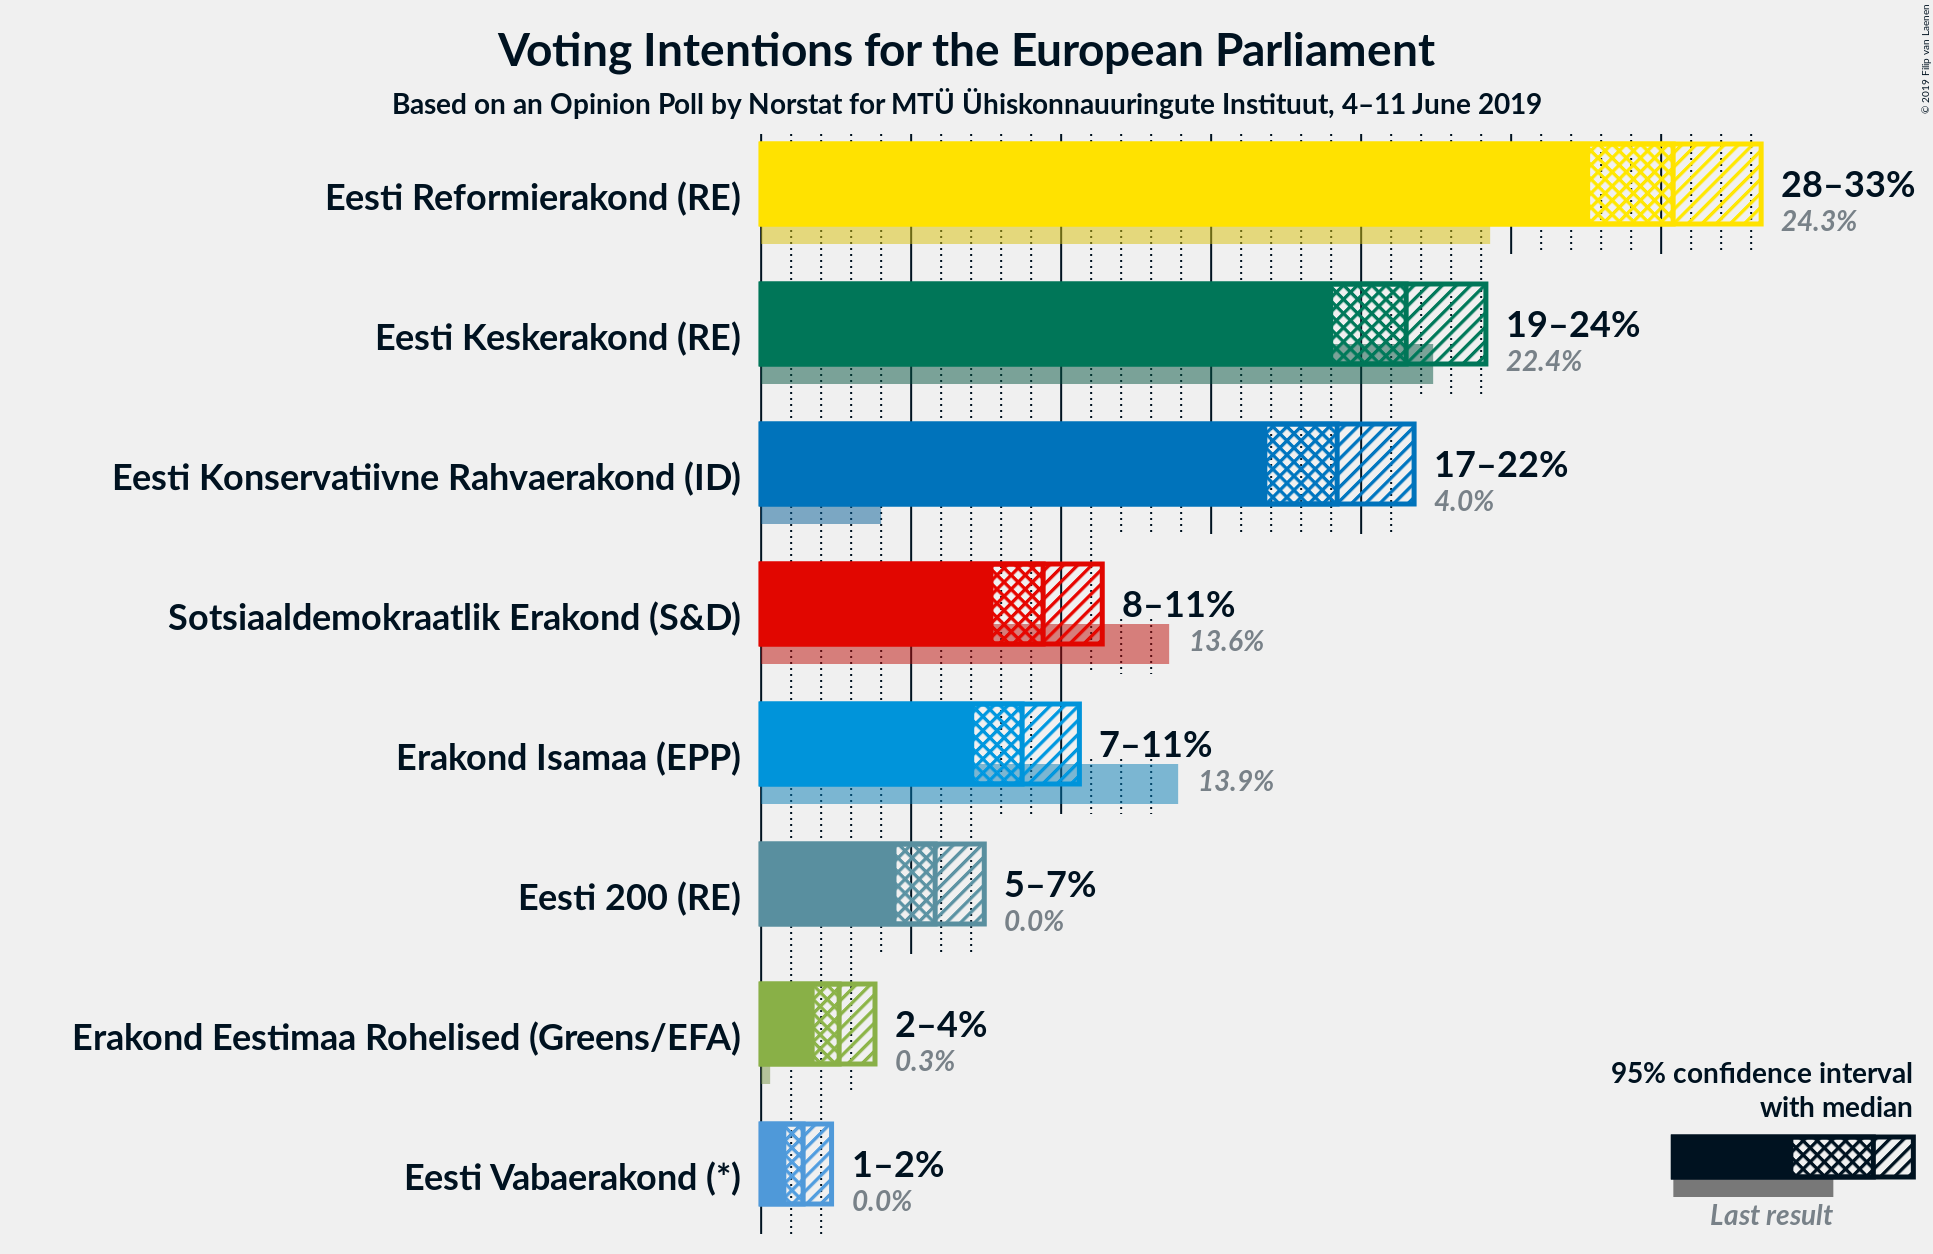 Voting Intentions for the European Parliament
Based on an Opinion Poll by Norstat for MTÜ Ühiskonnauuringute Instituut, 4–11 June 2019
© 2019 Filip van Laenen
Eesti Reformierakond (RE)
28–33%
24.3%
Eesti Keskerakond (RE)
19–24%
22.4%
Eesti Konservatiivne Rahvaerakond (ID)
17–22%
4.0%
Sotsiaaldemokraatlik Erakond (S&D)
8–11%
13.6%
Erakond Isamaa (EPP)
7–11%
13.9%
Eesti 200 (RE)
5–7%
0.0%
Erakond Eestimaa Rohelised (Greens/EFA)
2–4%
0.3%
Eesti Vabaerakond (*)
1–2%
0.0%
95% confidence interval
with median
Last result